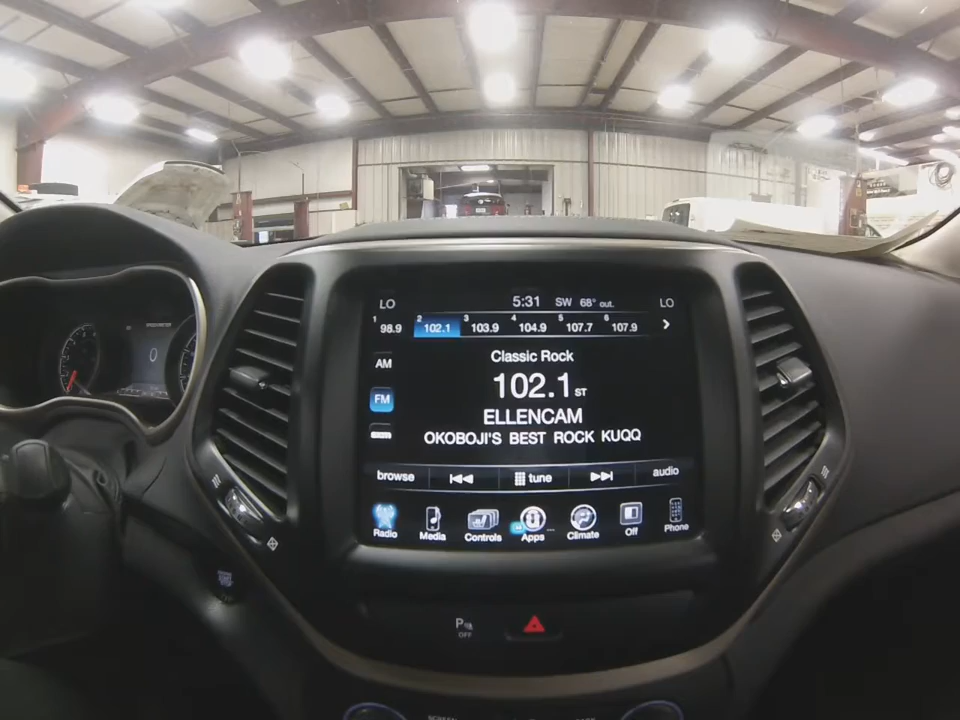 LO 5:31 SW 68° out. LO
1 98.9 2 102.1 3 103.9 4 104.9 5 107.7 6 107.9
AM
Classic Rock
FM
102.1 ST
ELLENCAM
OKOBOJI'S BEST ROCK KUQQ
browse tune audio
Radio Media Controls Apps Climate Off Phone
0
P OFF